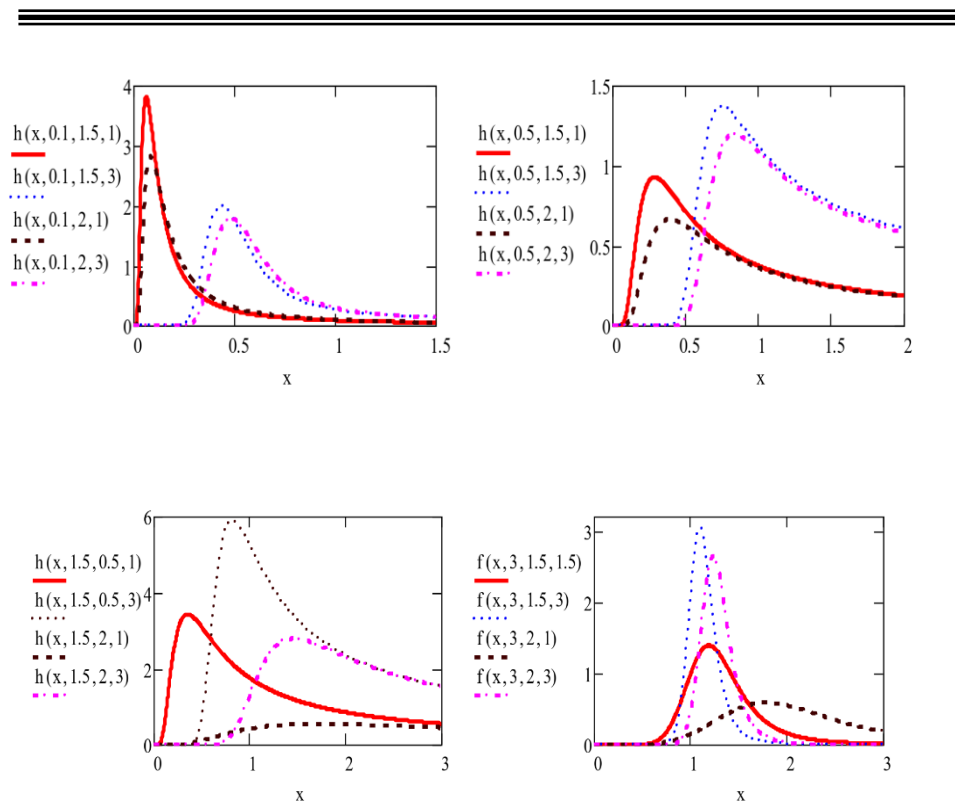 4
3
2
1
0
h(x,0.1,1.5,1)
h(x,0.1,1.5,3)
h(x,0.1,2,1)
h(x,0.1,2,3)
0 0.5 1 1.5
x
1.5
1
0.5
0
h(x,0.5,1.5,1)
h(x,0.5,1.5,3)
h(x,0.5,2,1)
h(x,0.5,2,3)
0 0.5 1 1.5 2
x
6
4
2
0
h(x,1.5,0.5,1)
h(x,1.5,0.5,3)
h(x,1.5,2,1)
h(x,1.5,2,3)
0 1 2 3
x
3
2
1
0
f(x,3,1.5,1.5)
f(x,3,1.5,3)
f(x,3,2,1)
f(x,3,2,3)
0 1 2 3
x